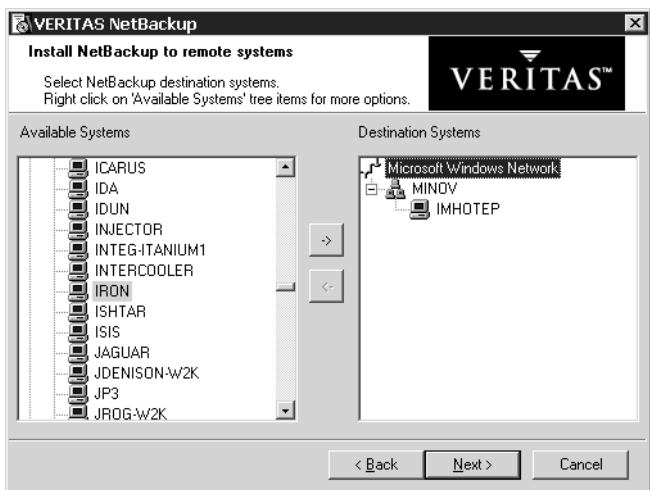 VERITAS NetBackup
Install NetBackup to remote systems
Select NetBackup destination systems.
Right click on 'Available Systems' tree items for more options.
VERITAS™
Available Systems
ICARUS
IDA
IDUN
INJECTOR
INTEG-ITANIUM1
INTERCOOLER
IRON
ISHTAR
ISIS
JAGUAR
JDENISON-W2K
JP3
JROG-W2K
->
<-
Destination Systems
Microsoft Windows Network
MINOV
IMHOTEP
< Back
Next >
Cancel